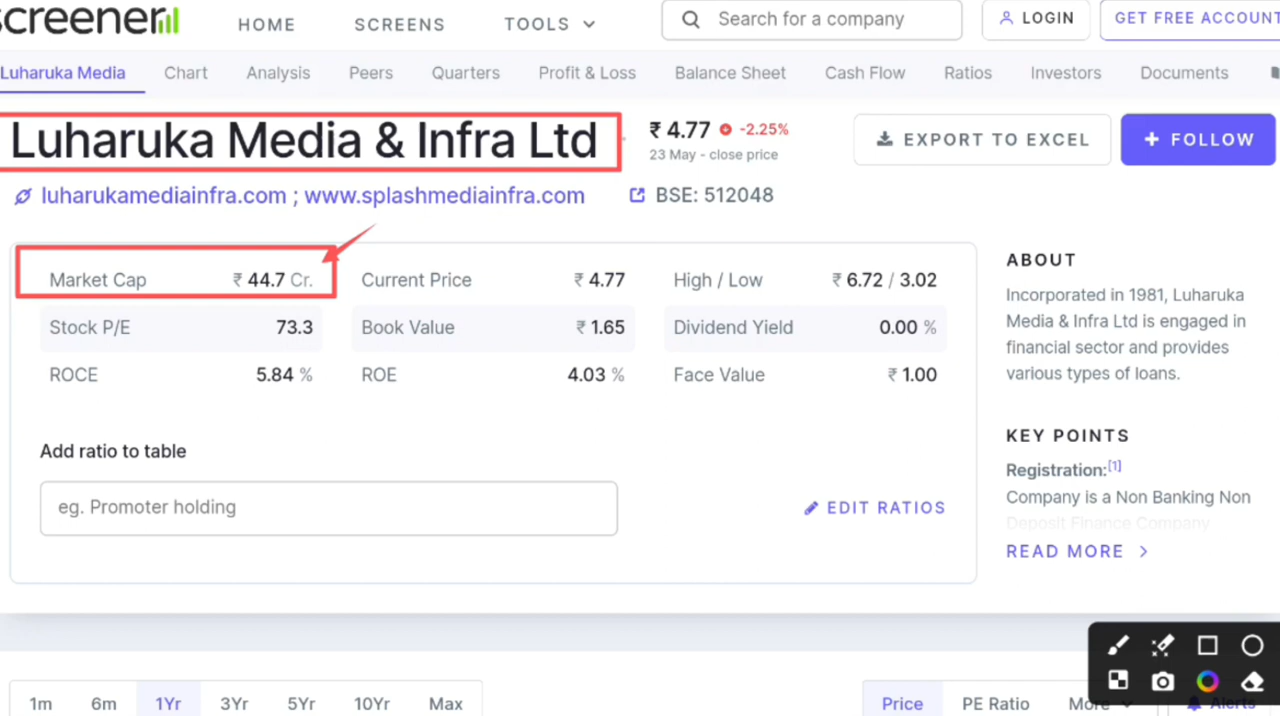 screener
HOME SCREENS TOOLS Search for a company LOGIN GET FREE ACCOUNT
Luharuka Media Chart Analysis Peers Quarters Profit & Loss Balance Sheet Cash Flow Ratios Investors Documents
Luharuka Media & Infra Ltd
₹ 4.77 -2.25%
23 May - close price
EXPORT TO EXCEL
+ FOLLOW
luharukamediainfra.com ; www.splashmediainfra.com BSE: 512048
Market Cap ₹ 44.7 Cr. Current Price ₹ 4.77 High / Low ₹ 6.72 / 3.02
Stock P/E 73.3 Book Value ₹ 1.65 Dividend Yield 0.00 %
ROCE 5.84 % ROE 4.03 % Face Value ₹ 1.00
Add ratio to table
eg. Promoter holding
EDIT RATIOS
ABOUT
Incorporated in 1981, Luharuka
Media & Infra Ltd is engaged in
financial sector and provides
various types of loans.
KEY POINTS
Registration:[1]
Company is a Non Banking Non
Deposit Finance Company
READ MORE
1m 6m 1Yr 3Yr 5Yr 10Yr Max
Price PE Ratio More Alerts